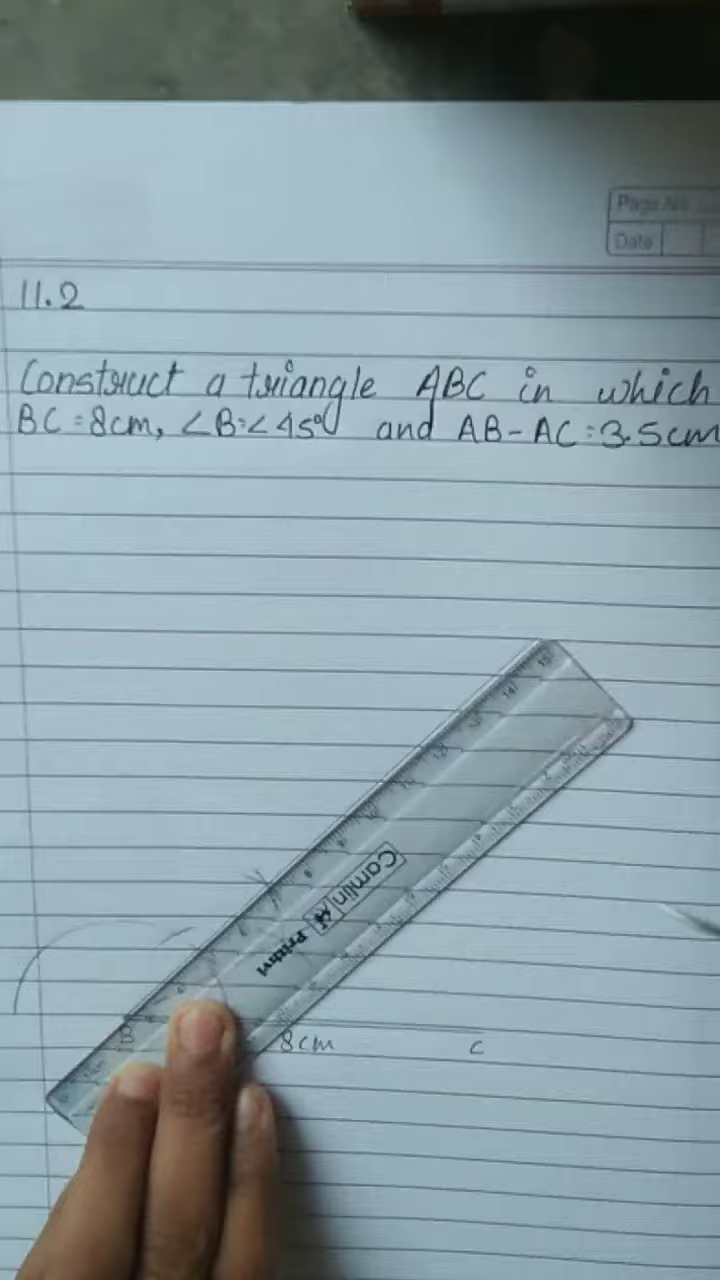 Page No.
Date
11.2
Construct a triangle ABC in which
BC = 8cm, ∠B=∠45° and AB-AC=3.5cm
Camlin
Prithvi
B
8cm
C